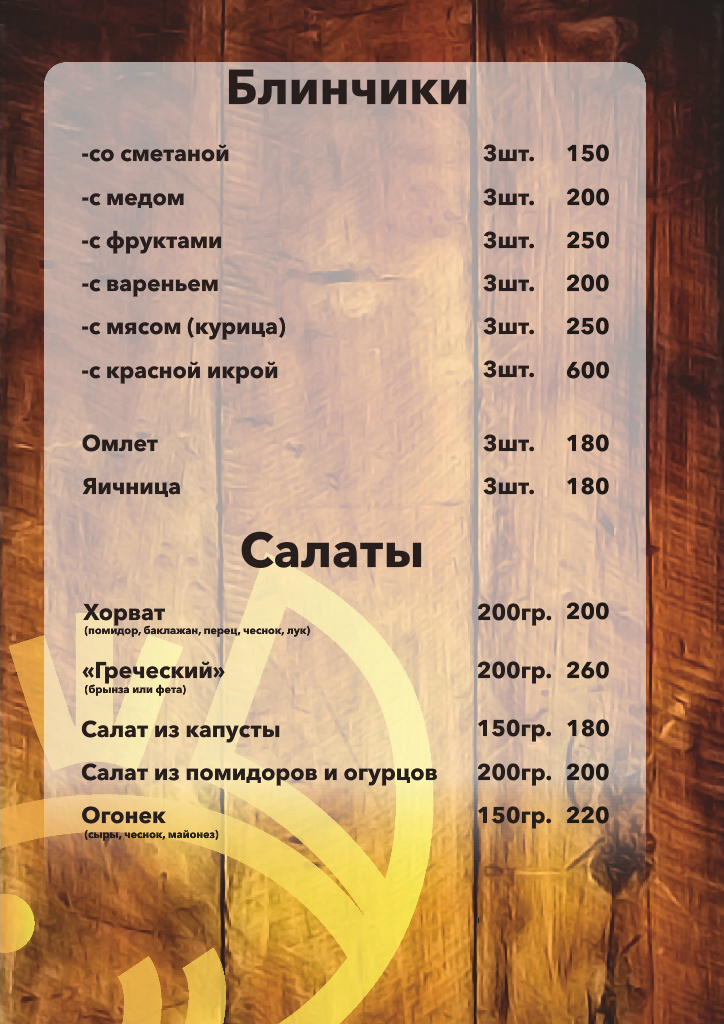 Блинчики
-со сметаной 3шт. 150
-с медом 3шт. 200
-с фруктами 3шт. 250
-с вареньем 3шт. 200
-с мясом (курица) 3шт. 250
-с красной икрой 3шт. 600
Омлет 3шт. 180
Яичница 3шт. 180
Салаты
Хорват 200гр. 200
(помидор, баклажан, перец, чеснок, лук)
«Греческий» 200гр. 260
(брынза или фета)
Салат из капусты 150гр. 180
Салат из помидоров и огурцов 200гр. 200
Огонек 150гр. 220
(сыры, чеснок, майонез)